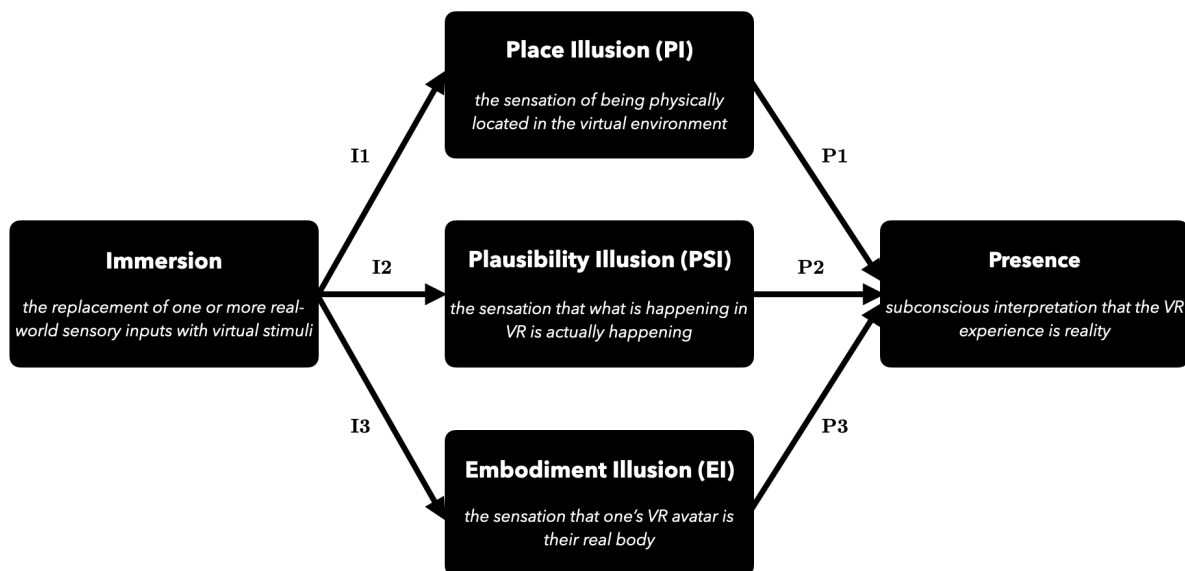 Place Illusion (PI)
the sensation of being physically
located in the virtual environment
I1
P1
Immersion
the replacement of one or more real-
world sensory inputs with virtual stimuli
I2
Plausibility Illusion (PSI)
the sensation that what is happening in
VR is actually happening
P2
Presence
subconscious interpretation that the VR
experience is reality
I3
P3
Embodiment Illusion (EI)
the sensation that one’s VR avatar is
their real body